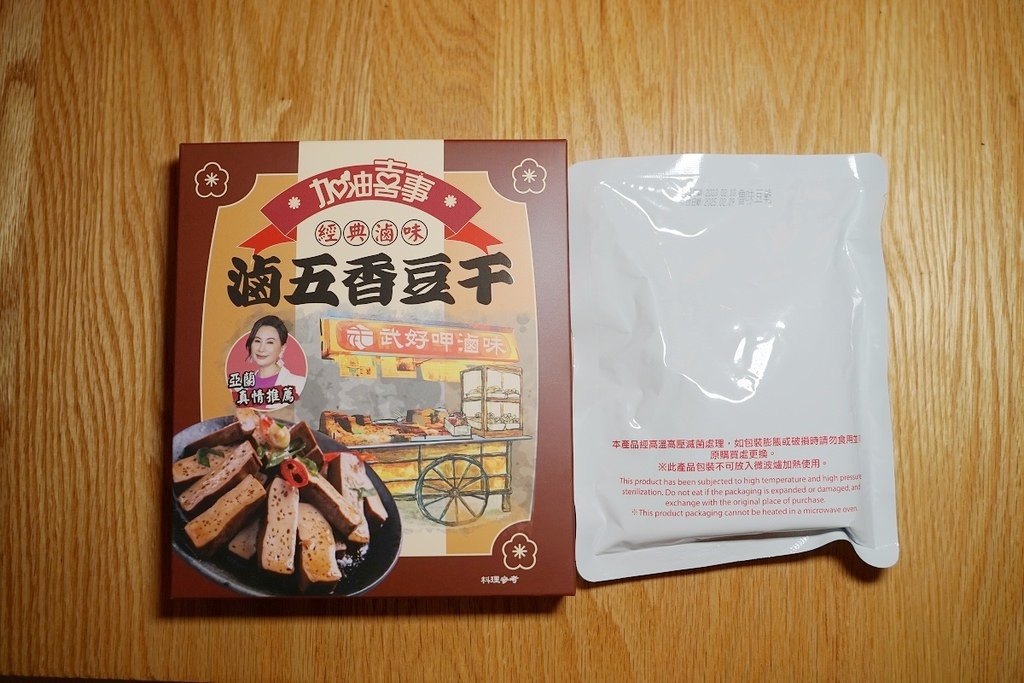 加油喜事
經典滷味
滷五香豆干
武好呷滷味
亞蘭
真情推薦
料理參考
本產品經高溫高壓滅菌處理，如包裝膨脹或破損時請勿食用並
原購買處更換。
※此產品包裝不可放入微波爐加熱使用。
This product has been subjected to high temperature and high pressure
sterilization. Do not eat if the packaging is expanded or damaged, and
exchange with the original place of purchase.
※This product packaging cannot be heated in a microwave oven.